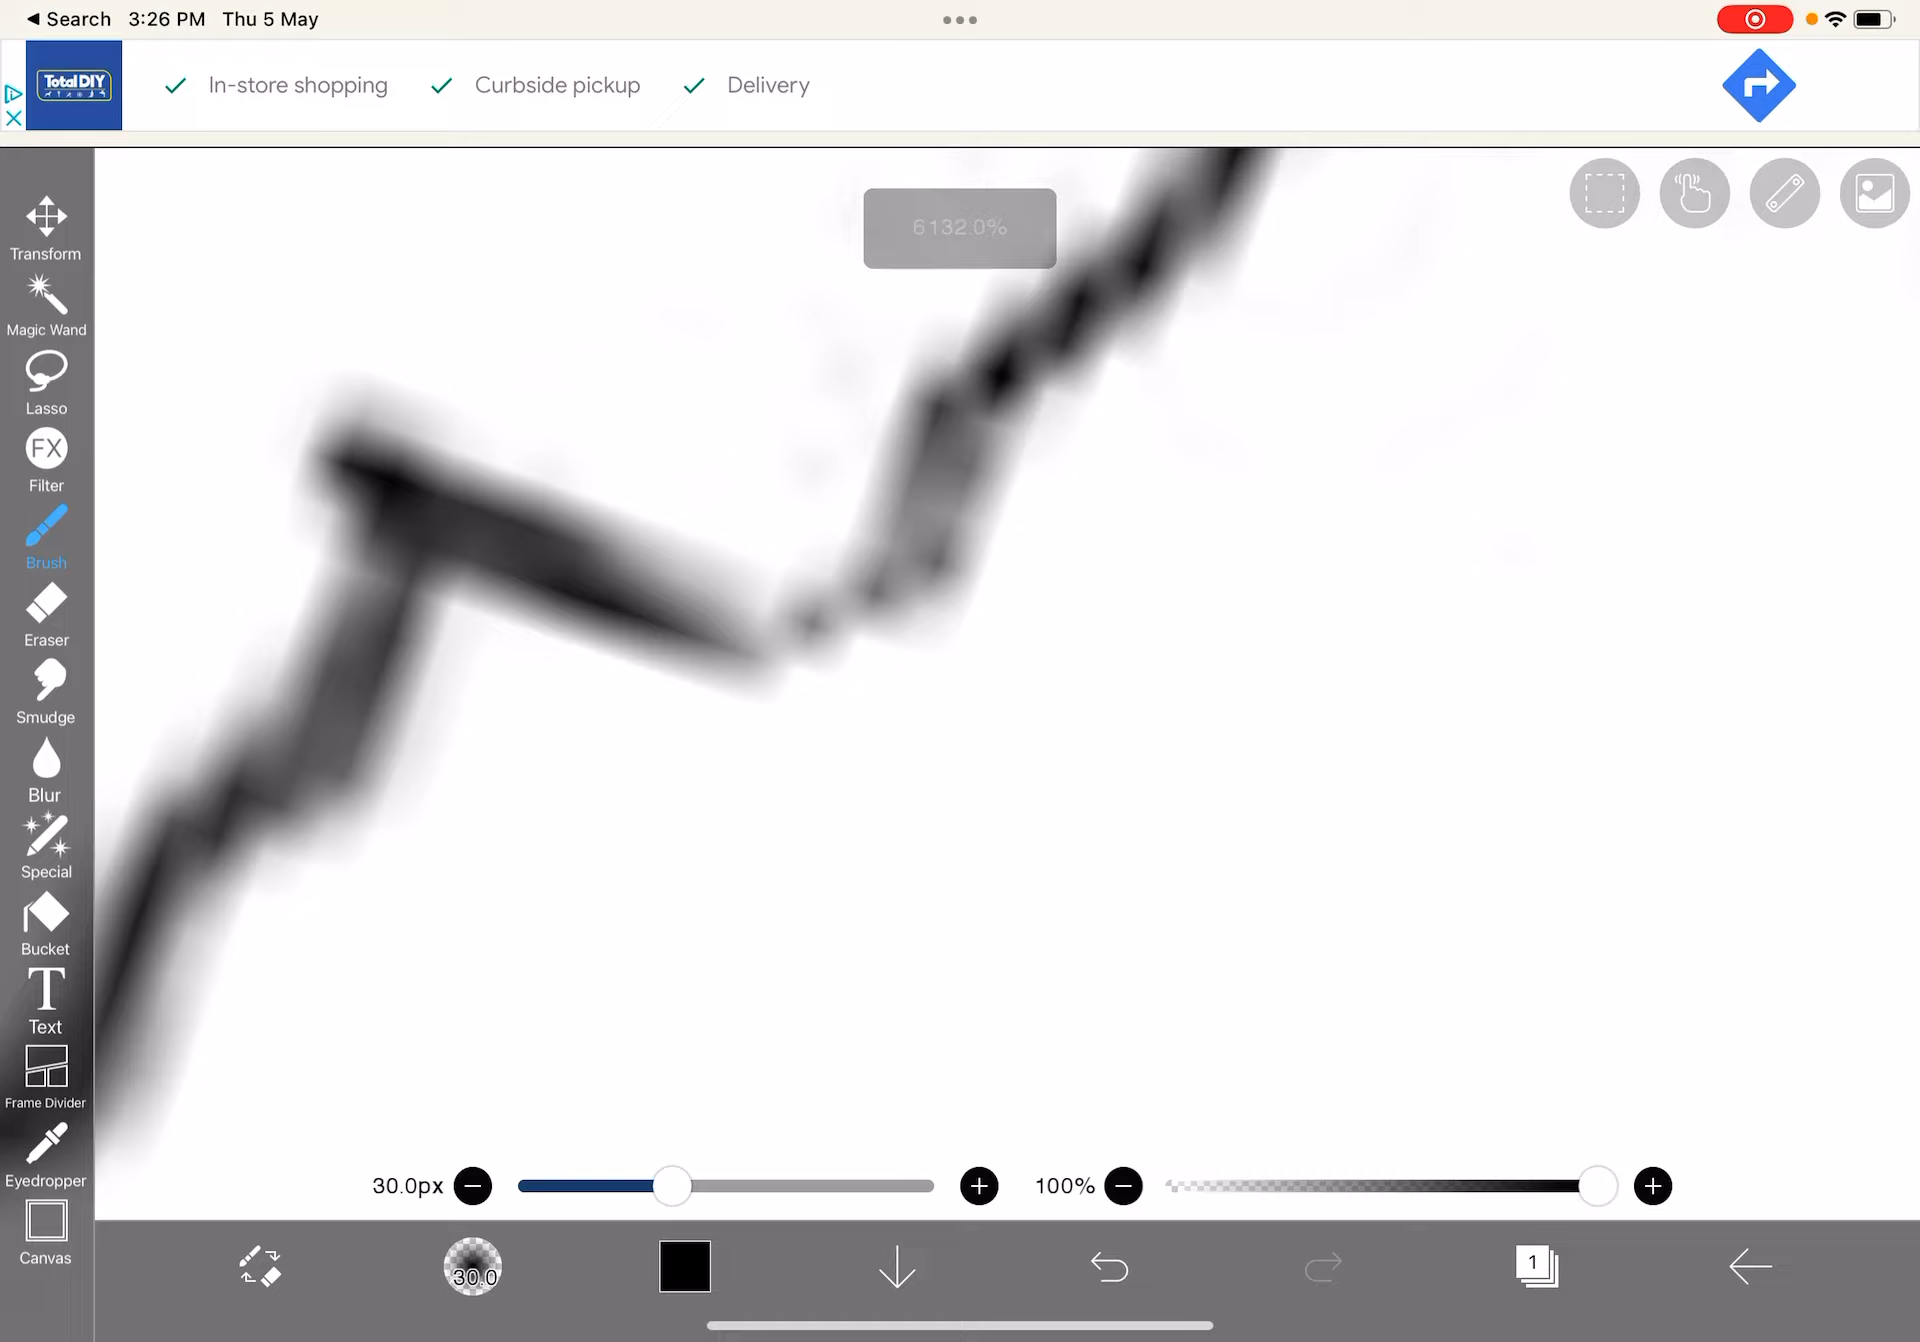 Search 3:26 PM Thu 5 May
TotalDIY
In-store shopping Curbside pickup Delivery
6132.0%
Transform
Magic Wand
Lasso
FX
Filter
Brush
Eraser
Smudge
Blur
Special
Bucket
T
Text
Frame Divider
Eyedropper
Canvas
30.0px 100%
30.0 1